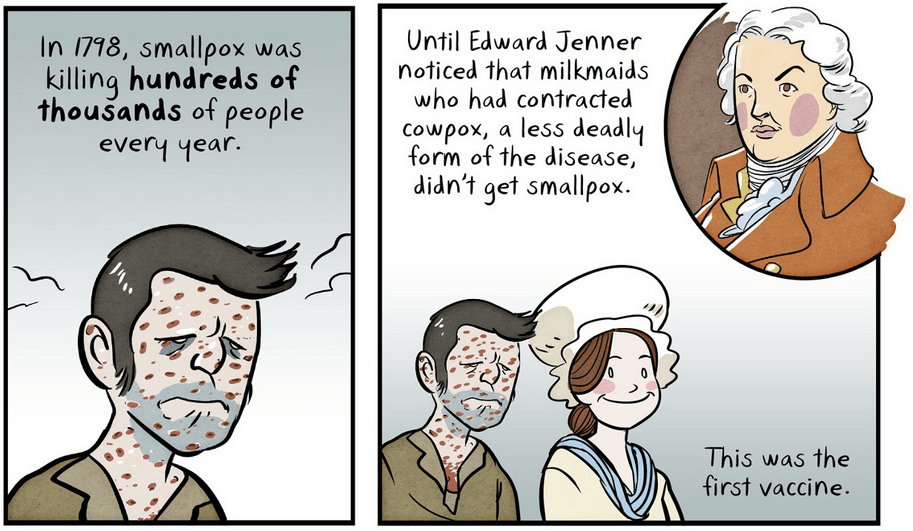 In 1798, smallpox was
killing hundreds of
thousands of people
every year.
Until Edward Jenner
noticed that milkmaids
who had contracted
cowpox, a less deadly
form of the disease,
didn't get smallpox.
This was the
first vaccine.